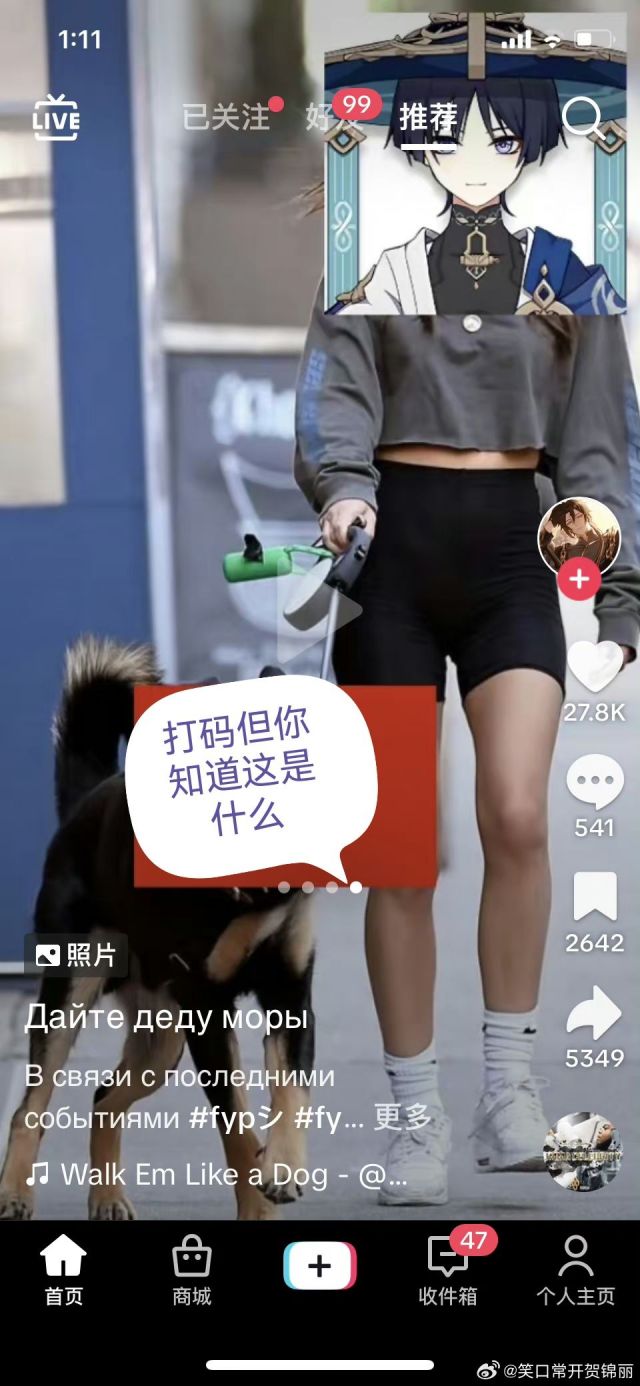 1:11
LIVE
已关注
好友
99
推荐
27.8K
打码但你
知道这是
什么
541
2642
照片
Дайте деду моры
5349
В связи с последними
событиями #fypシ #fy... 更多
Walk Em Like a Dog - @...
首页
商城
47
收件箱
个人主页
@笑口常开贺锦丽